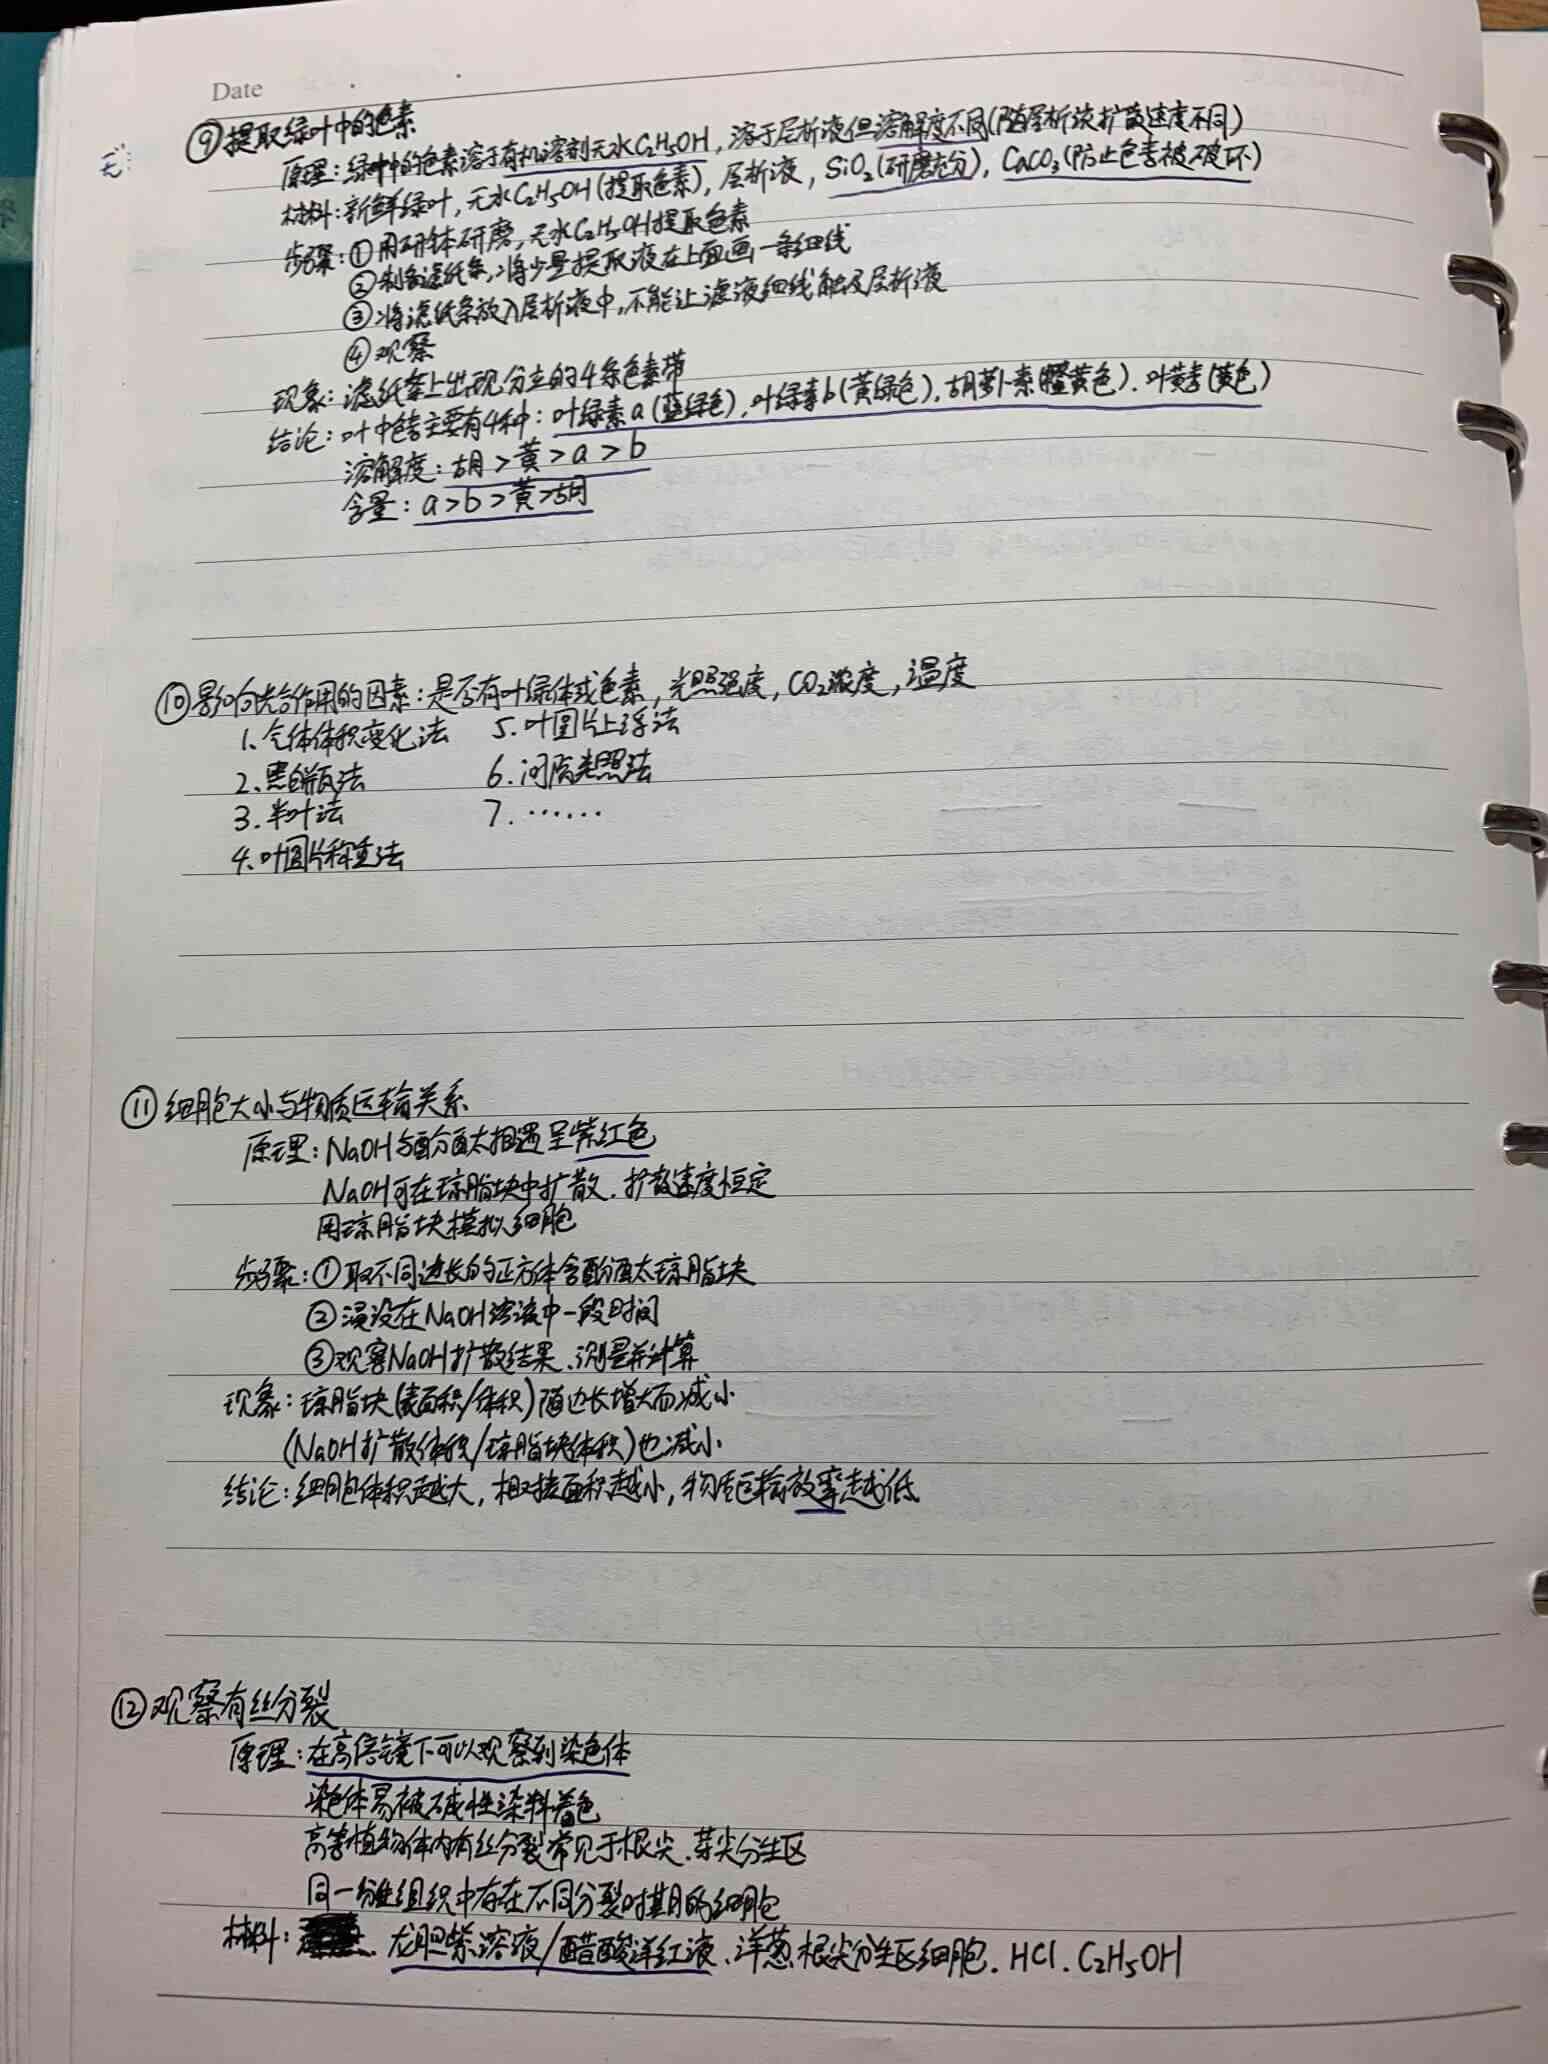 Date
⑨提取绿叶中的色素
原理:绿叶中的色素溶于有机溶剂无水C₂H₅OH,溶于层析液但溶解度不同(随层析液扩散速度不同)
材料:新鲜绿叶,无水C₂H₅OH(提取色素),层析液,SiO₂(研磨充分),CaCO₃(防止色素被破坏)
步骤:①用研钵研磨,无水C₂H₅OH提取色素
②制备滤纸条,将少量提取液在上面画一条细线
③将滤纸条放入层析液中,不能让滤液细线触及层析液
④观察
现象:滤纸条上出现分立的4条色素带
结论:叶中色素主要有4种:叶绿素a(蓝绿色),叶绿素b(黄绿色),胡萝卜素(橙黄色).叶黄素(黄色)
溶解度:胡>黄>a>b
含量:a>b>黄>胡
⑩影响光合作用的因素:是否有叶绿体或色素,光照强度,CO₂浓度,温度
1、气体体积变化法 5.叶圆片上浮法
2、黑白瓶法 6.间隔光照法
3.半叶法 7.……
4、叶圆片称重法
⑪细胞大小与物质运输关系
原理:NaOH与酚酞相遇呈紫红色
NaOH可在琼脂块中扩散.扩散速度恒定
用琼脂块模拟细胞
步骤:①取不同边长的正方体含酚酞琼脂块
②浸没在NaOH溶液中一段时间
③观察NaOH扩散结果、测量并计算
现象:琼脂块(表面积/体积)随边长增大而减小
(NaOH扩散体积/琼脂块体积)也减小
结论:细胞体积越大,相对表面积越小,物质运输效率越低
⑫观察有丝分裂
原理:在高倍镜下可以观察到染色体
染色体易被碱性染料着色
高等植物体内有丝分裂常见于根尖.芽尖分生区
同一分生组织中存在不同分裂时期的细胞
材料: 龙胆紫溶液/醋酸洋红液、洋葱根尖分生区细胞.HCl.C₂H₅OH